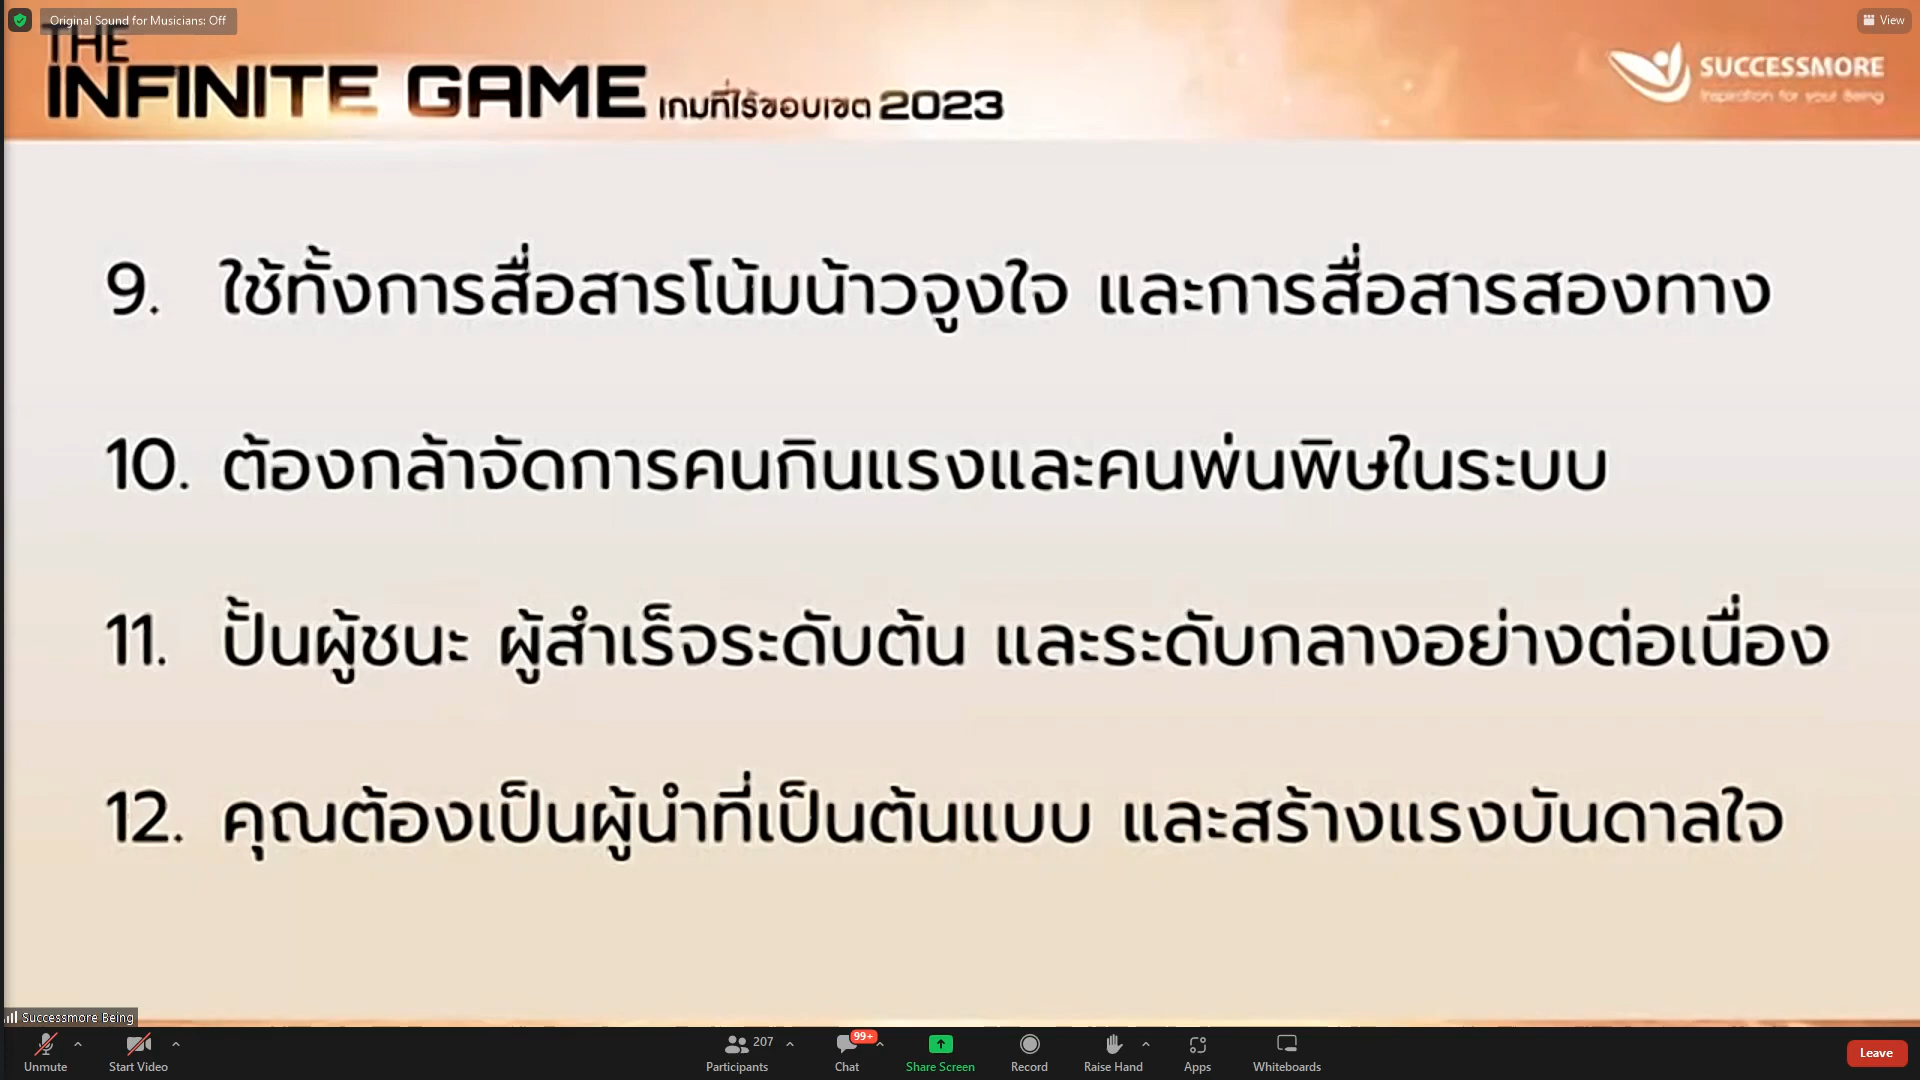 Original Sound for Musicians: Off
View
THE
INFINITE GAME เกมที่ไร้ขอบเขต 2023
SUCCESSMORE
Inspiration for your Being
9. ใช้ทั้งการสื่อสารโน้มน้าวจูงใจ และการสื่อสารสองทาง
10. ต้องกล้าจัดการคนกินแรงและคนพ่นพิษในระบบ
11. ปั้นผู้ชนะ ผู้สำเร็จระดับต้น และระดับกลางอย่างต่อเนื่อง
12. คุณต้องเป็นผู้นำที่เป็นต้นแบบ และสร้างแรงบันดาลใจ
Successmore Being
Unmute
Start Video
207
Participants
99+
Chat
Share Screen
Record
Raise Hand
Apps
Whiteboards
Leave